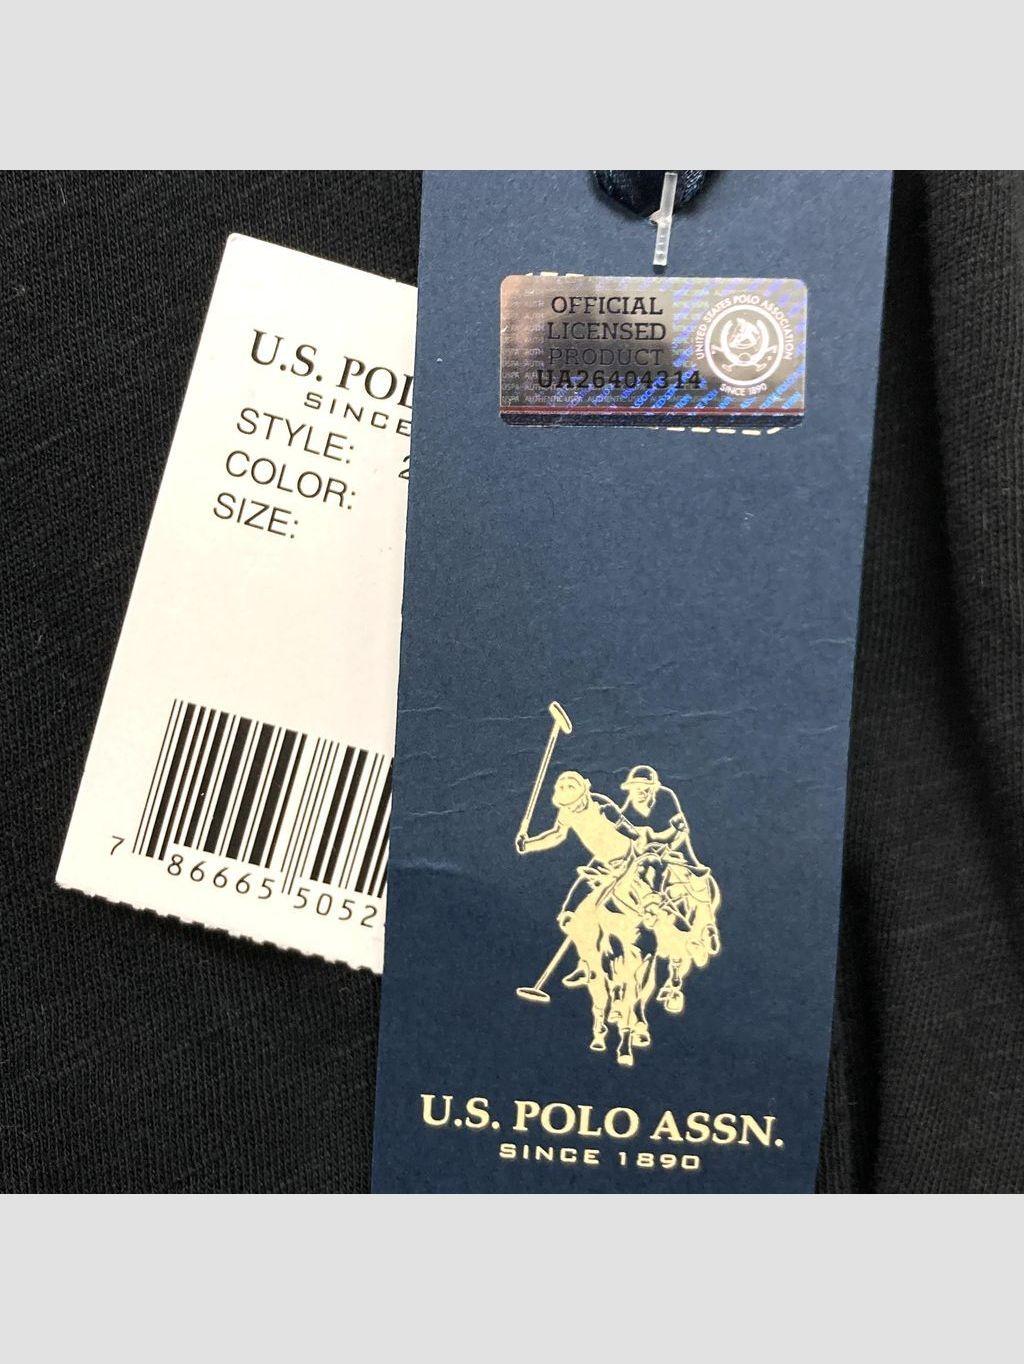 U.S. POL
SINCE
STYLE: 2
COLOR:
SIZE:
7 86665 5052
OFFICIAL
LICENSED
PRODUCT
UA26404314
UNITED STATES POLO ASSOCIATION
SINCE 1890
U.S. POLO ASSN.
SINCE 1890